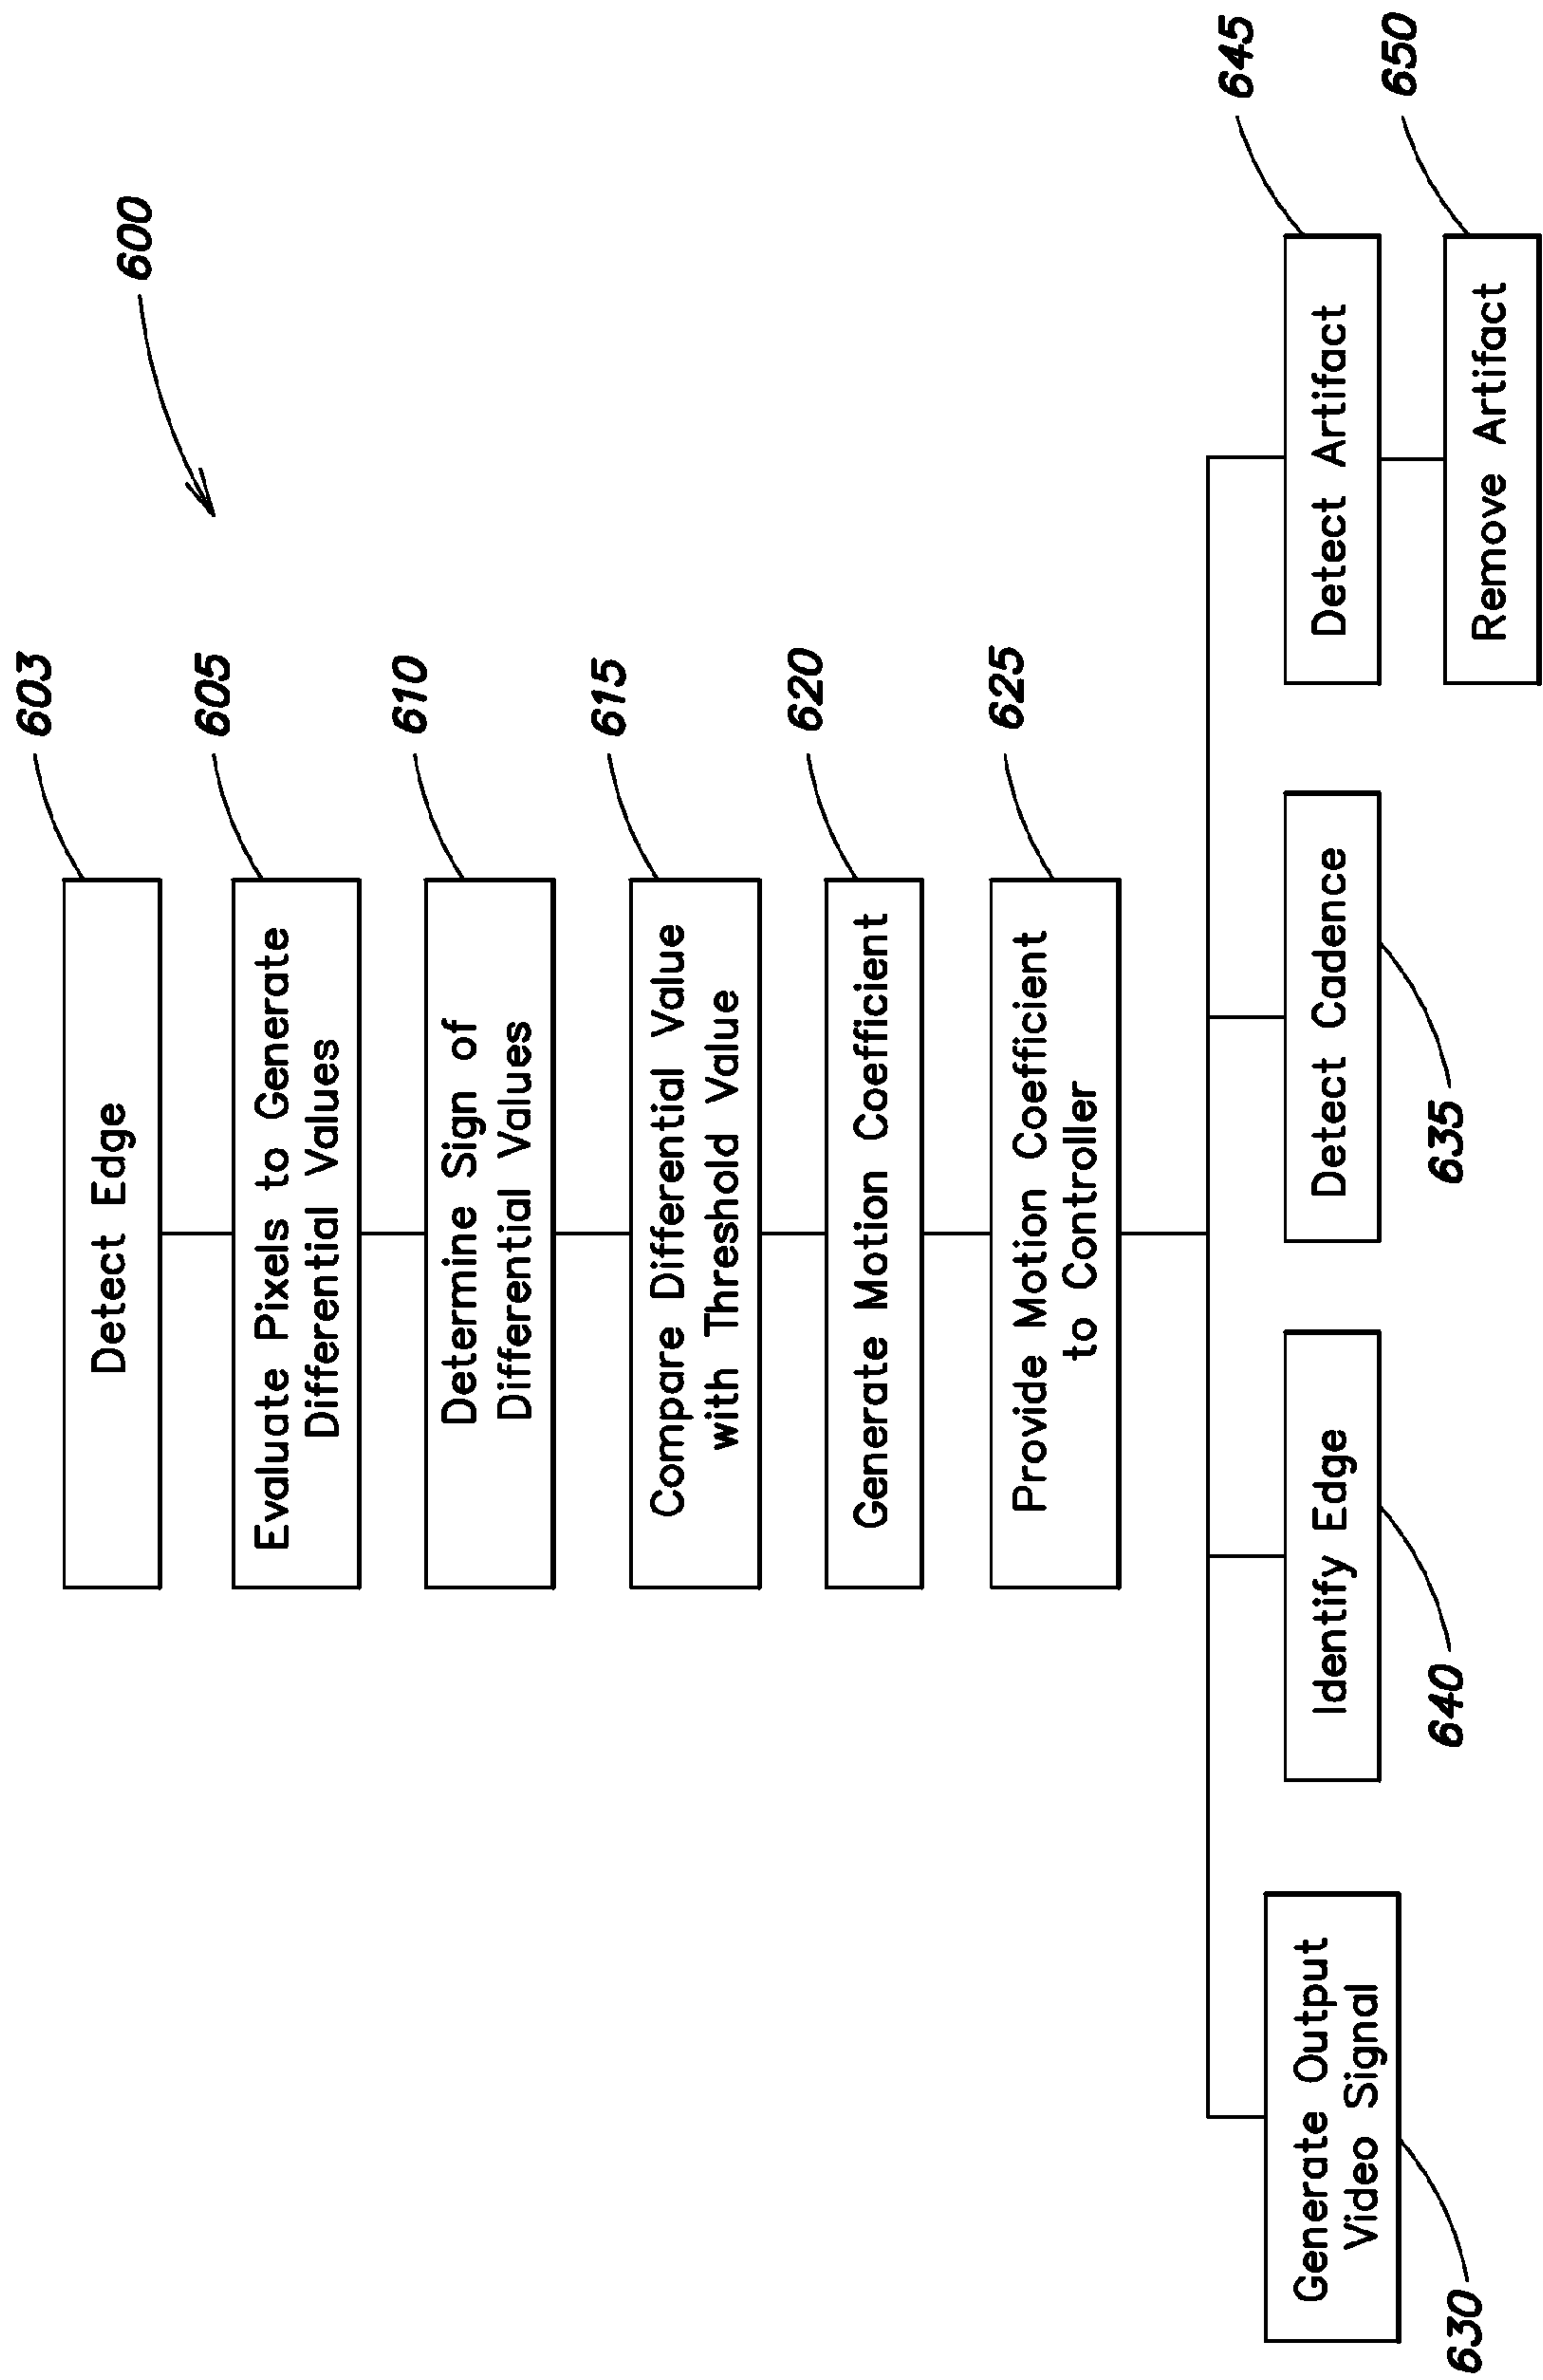 600
603
Detect Edge
605
Evaluate Pixels to Generate
Differential Values
610
Determine Sign of
Differential Values
615
Compare Differential Value
with Threshold Value
620
Generate Motion Coefficient
625
Provide Motion Coefficient
to Controller
Generate Output
Video Signal
630
Identify Edge
640
Detect Cadence
635
645
Detect Artifact
650
Remove Artifact